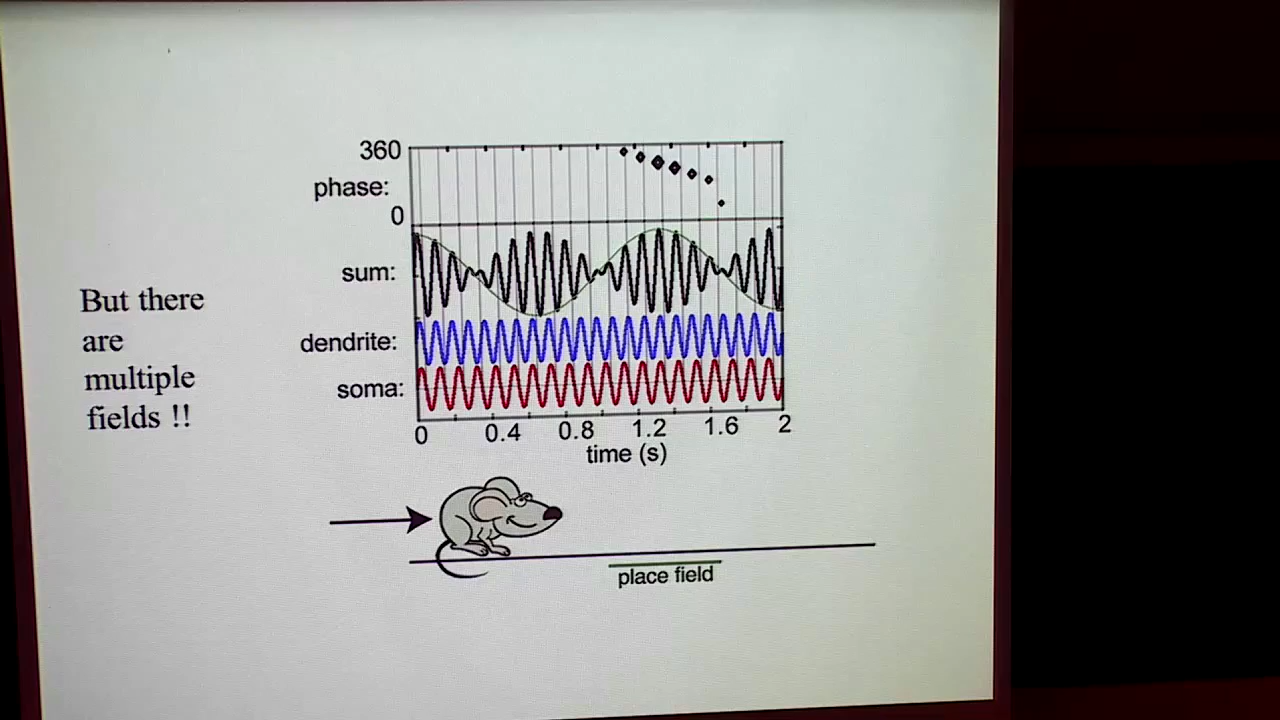 360
phase:
0
sum:
But there
are
multiple
fields !!
dendrite:
soma:
0 0.4 0.8 1.2 1.6 2
time (s)
place field